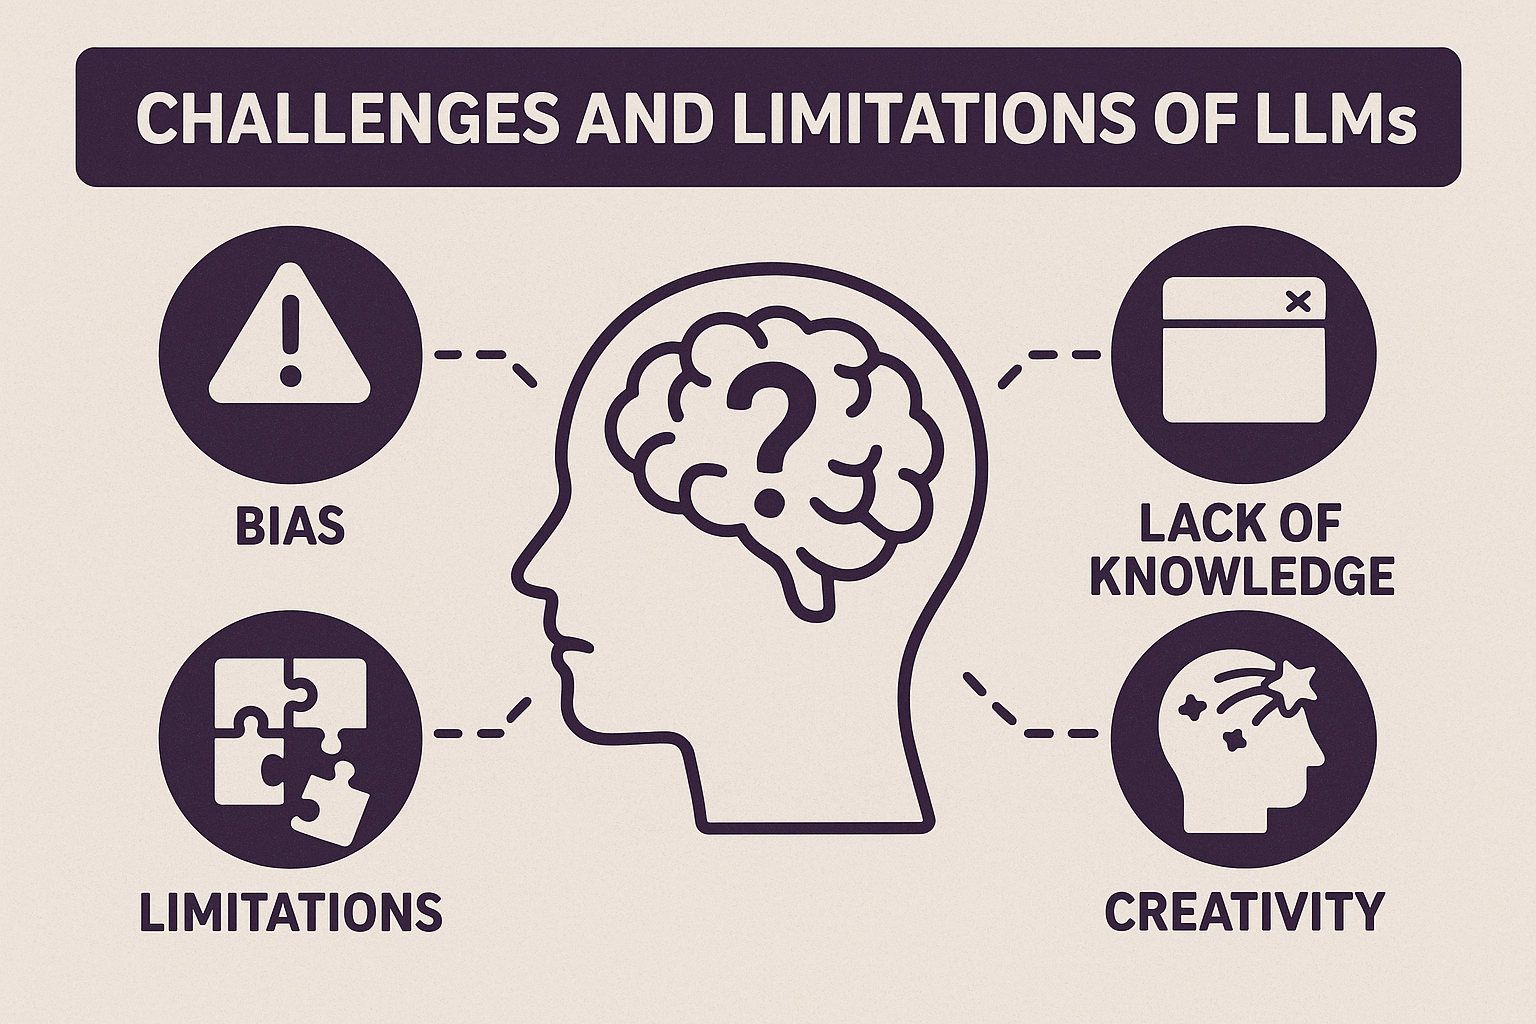 CHALLENGES AND LIMITATIONS OF LLMs
BIAS
LACK OF
KNOWLEDGE
LIMITATIONS
CREATIVITY